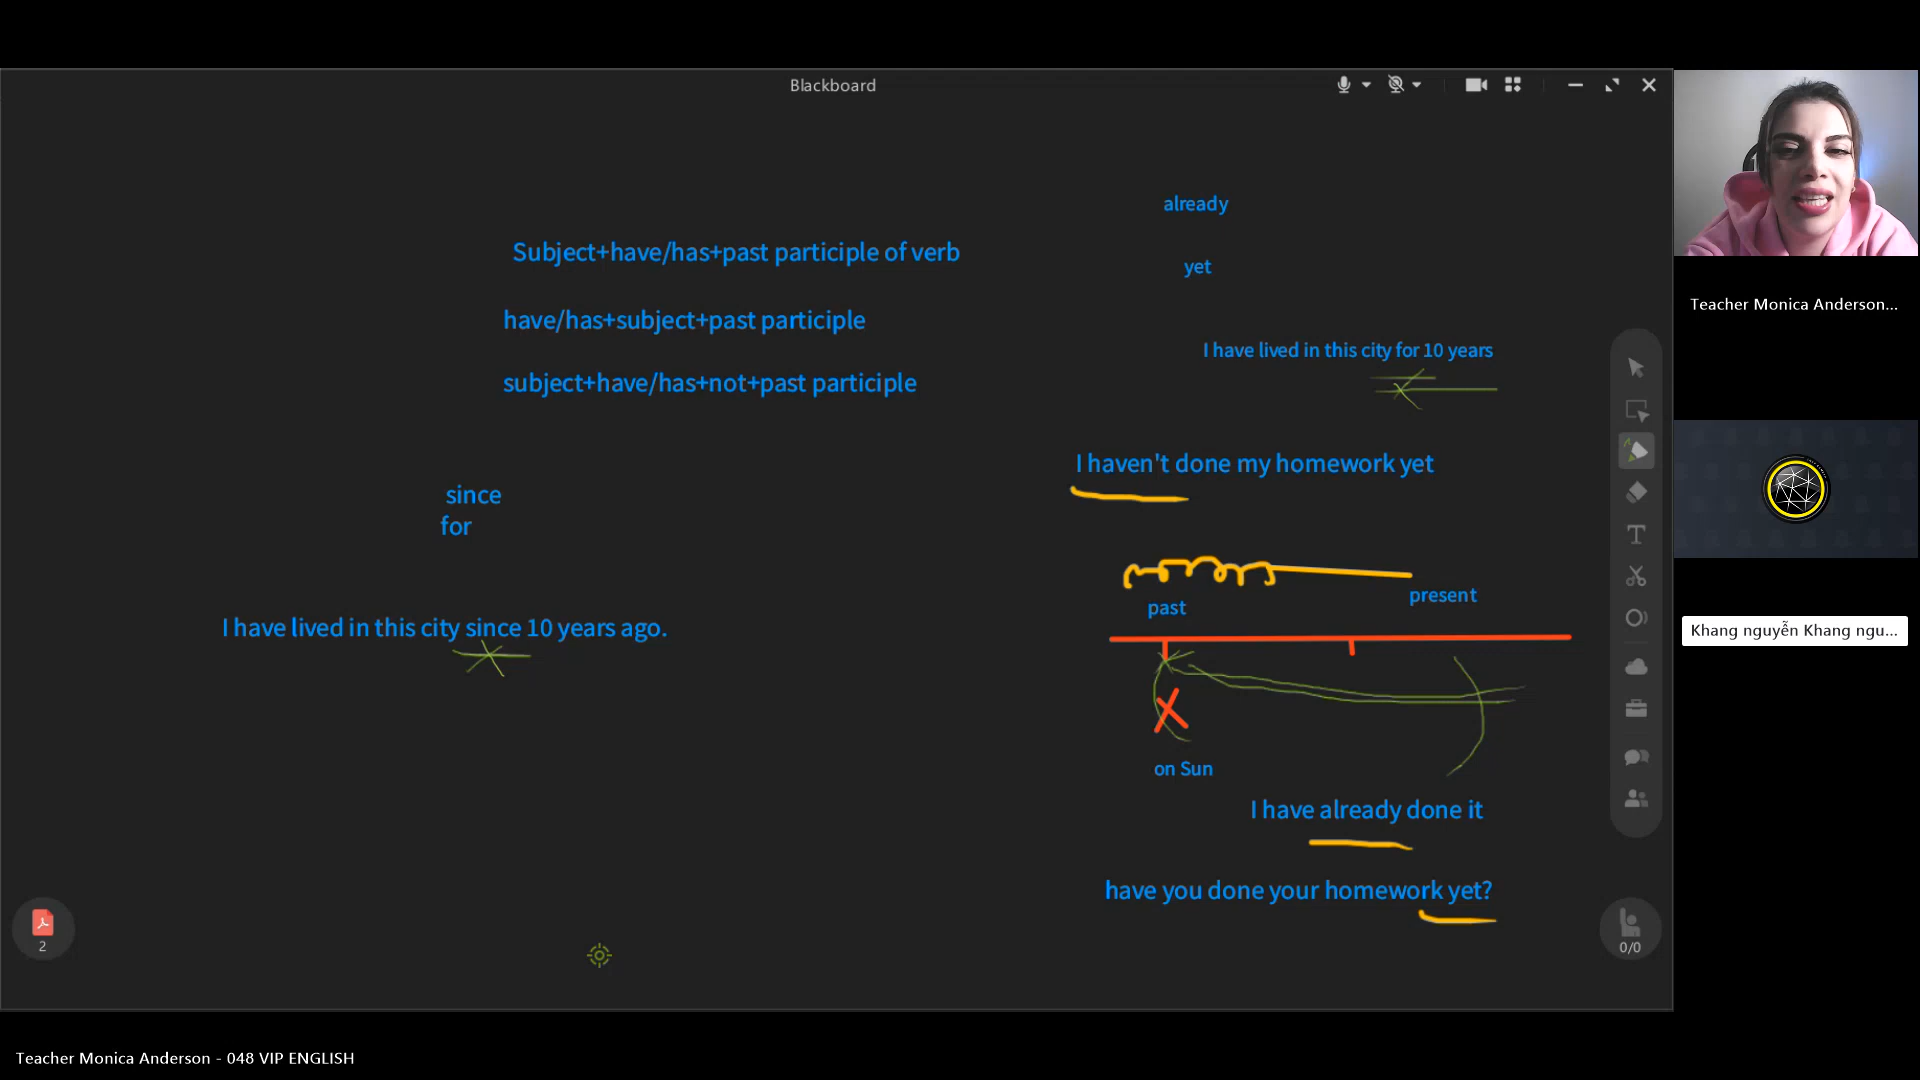 Blackboard
already
Subject+have/has+past participle of verb
yet
have/has+subject+past participle
I have lived in this city for 10 years
subject+have/has+not+past participle
I haven't done my homework yet
since
for
past
present
I have lived in this city since 10 years ago.
on Sun
I have already done it
have you done your homework yet?
2
0/0
Teacher Monica Anderson...
Khang nguyễn Khang ngu...
Teacher Monica Anderson - 048 VIP ENGLISH